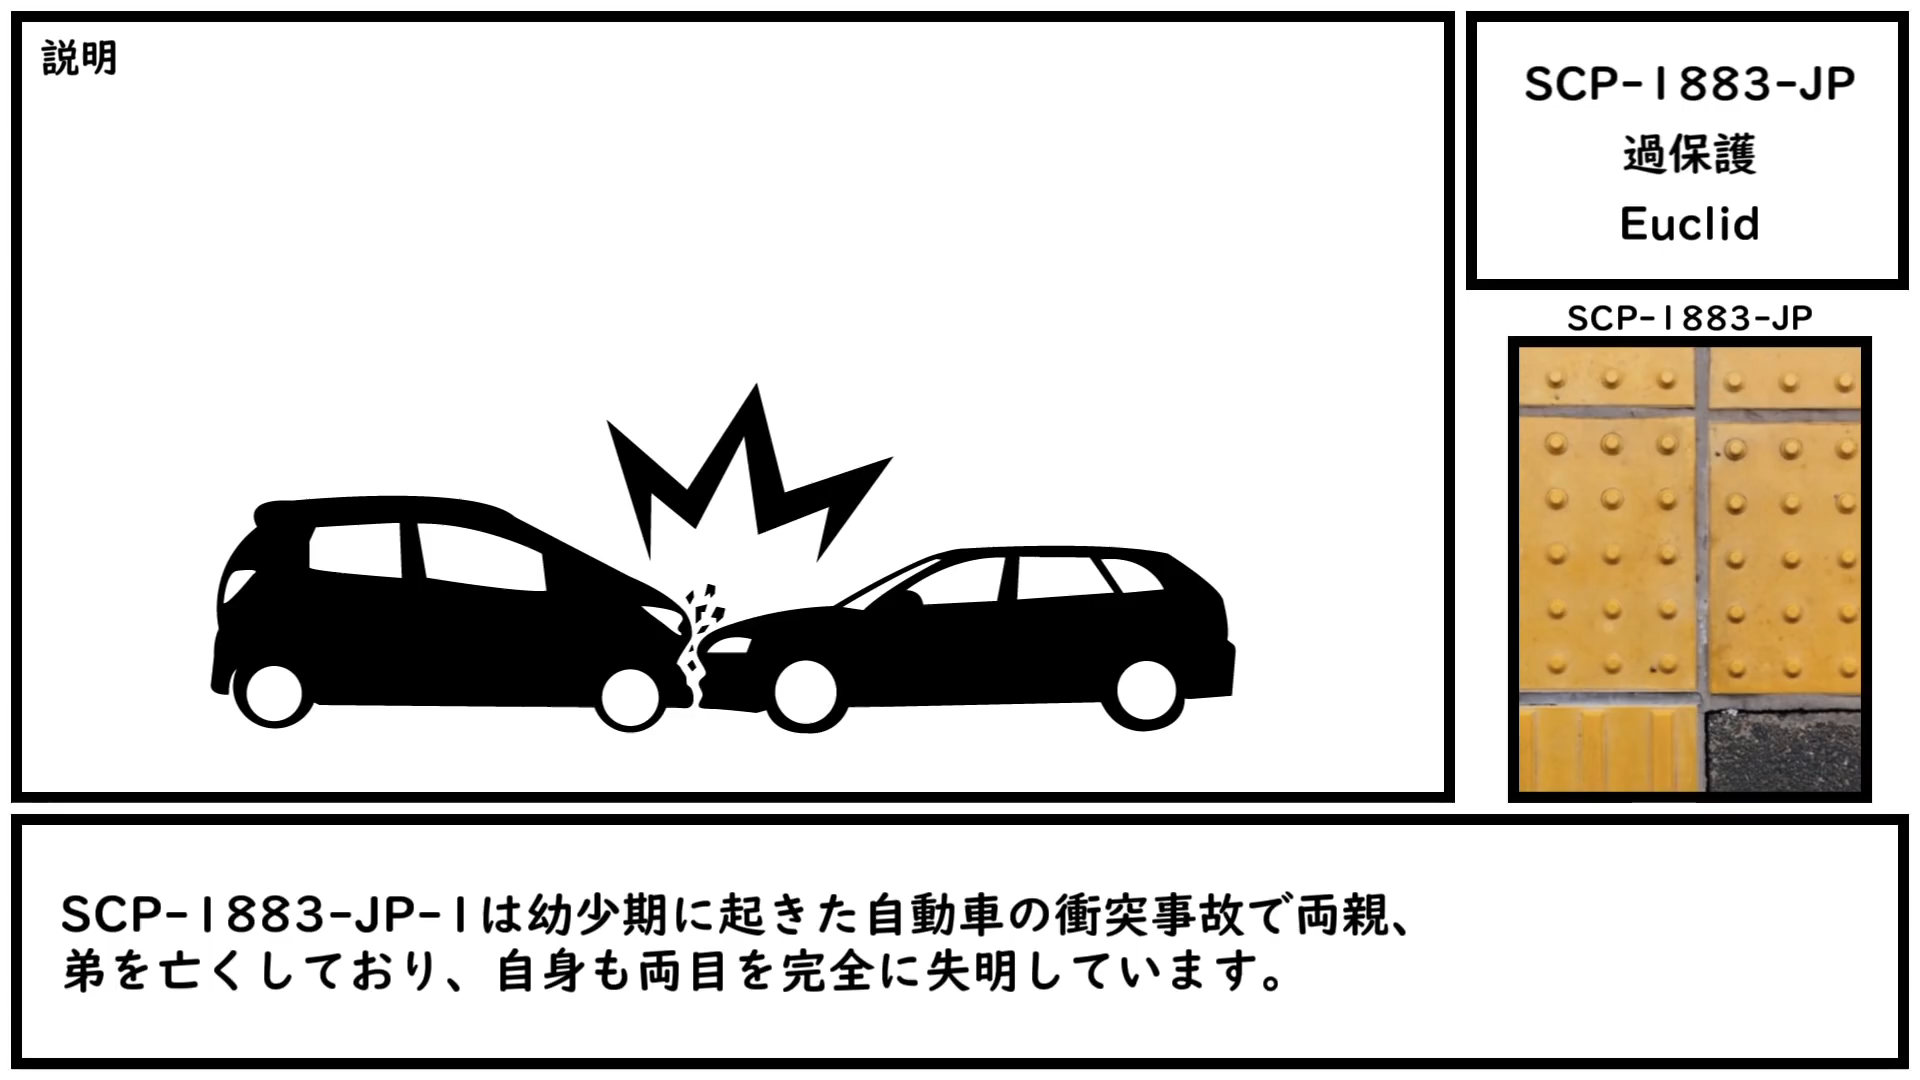 説明
SCP-1883-JP
過保護
Euclid
SCP-1883-JP
SCP-1883-JP-1は幼少期に起きた自動車の衝突事故で両親、
弟を亡くしており、自身も両目を完全に失明しています。